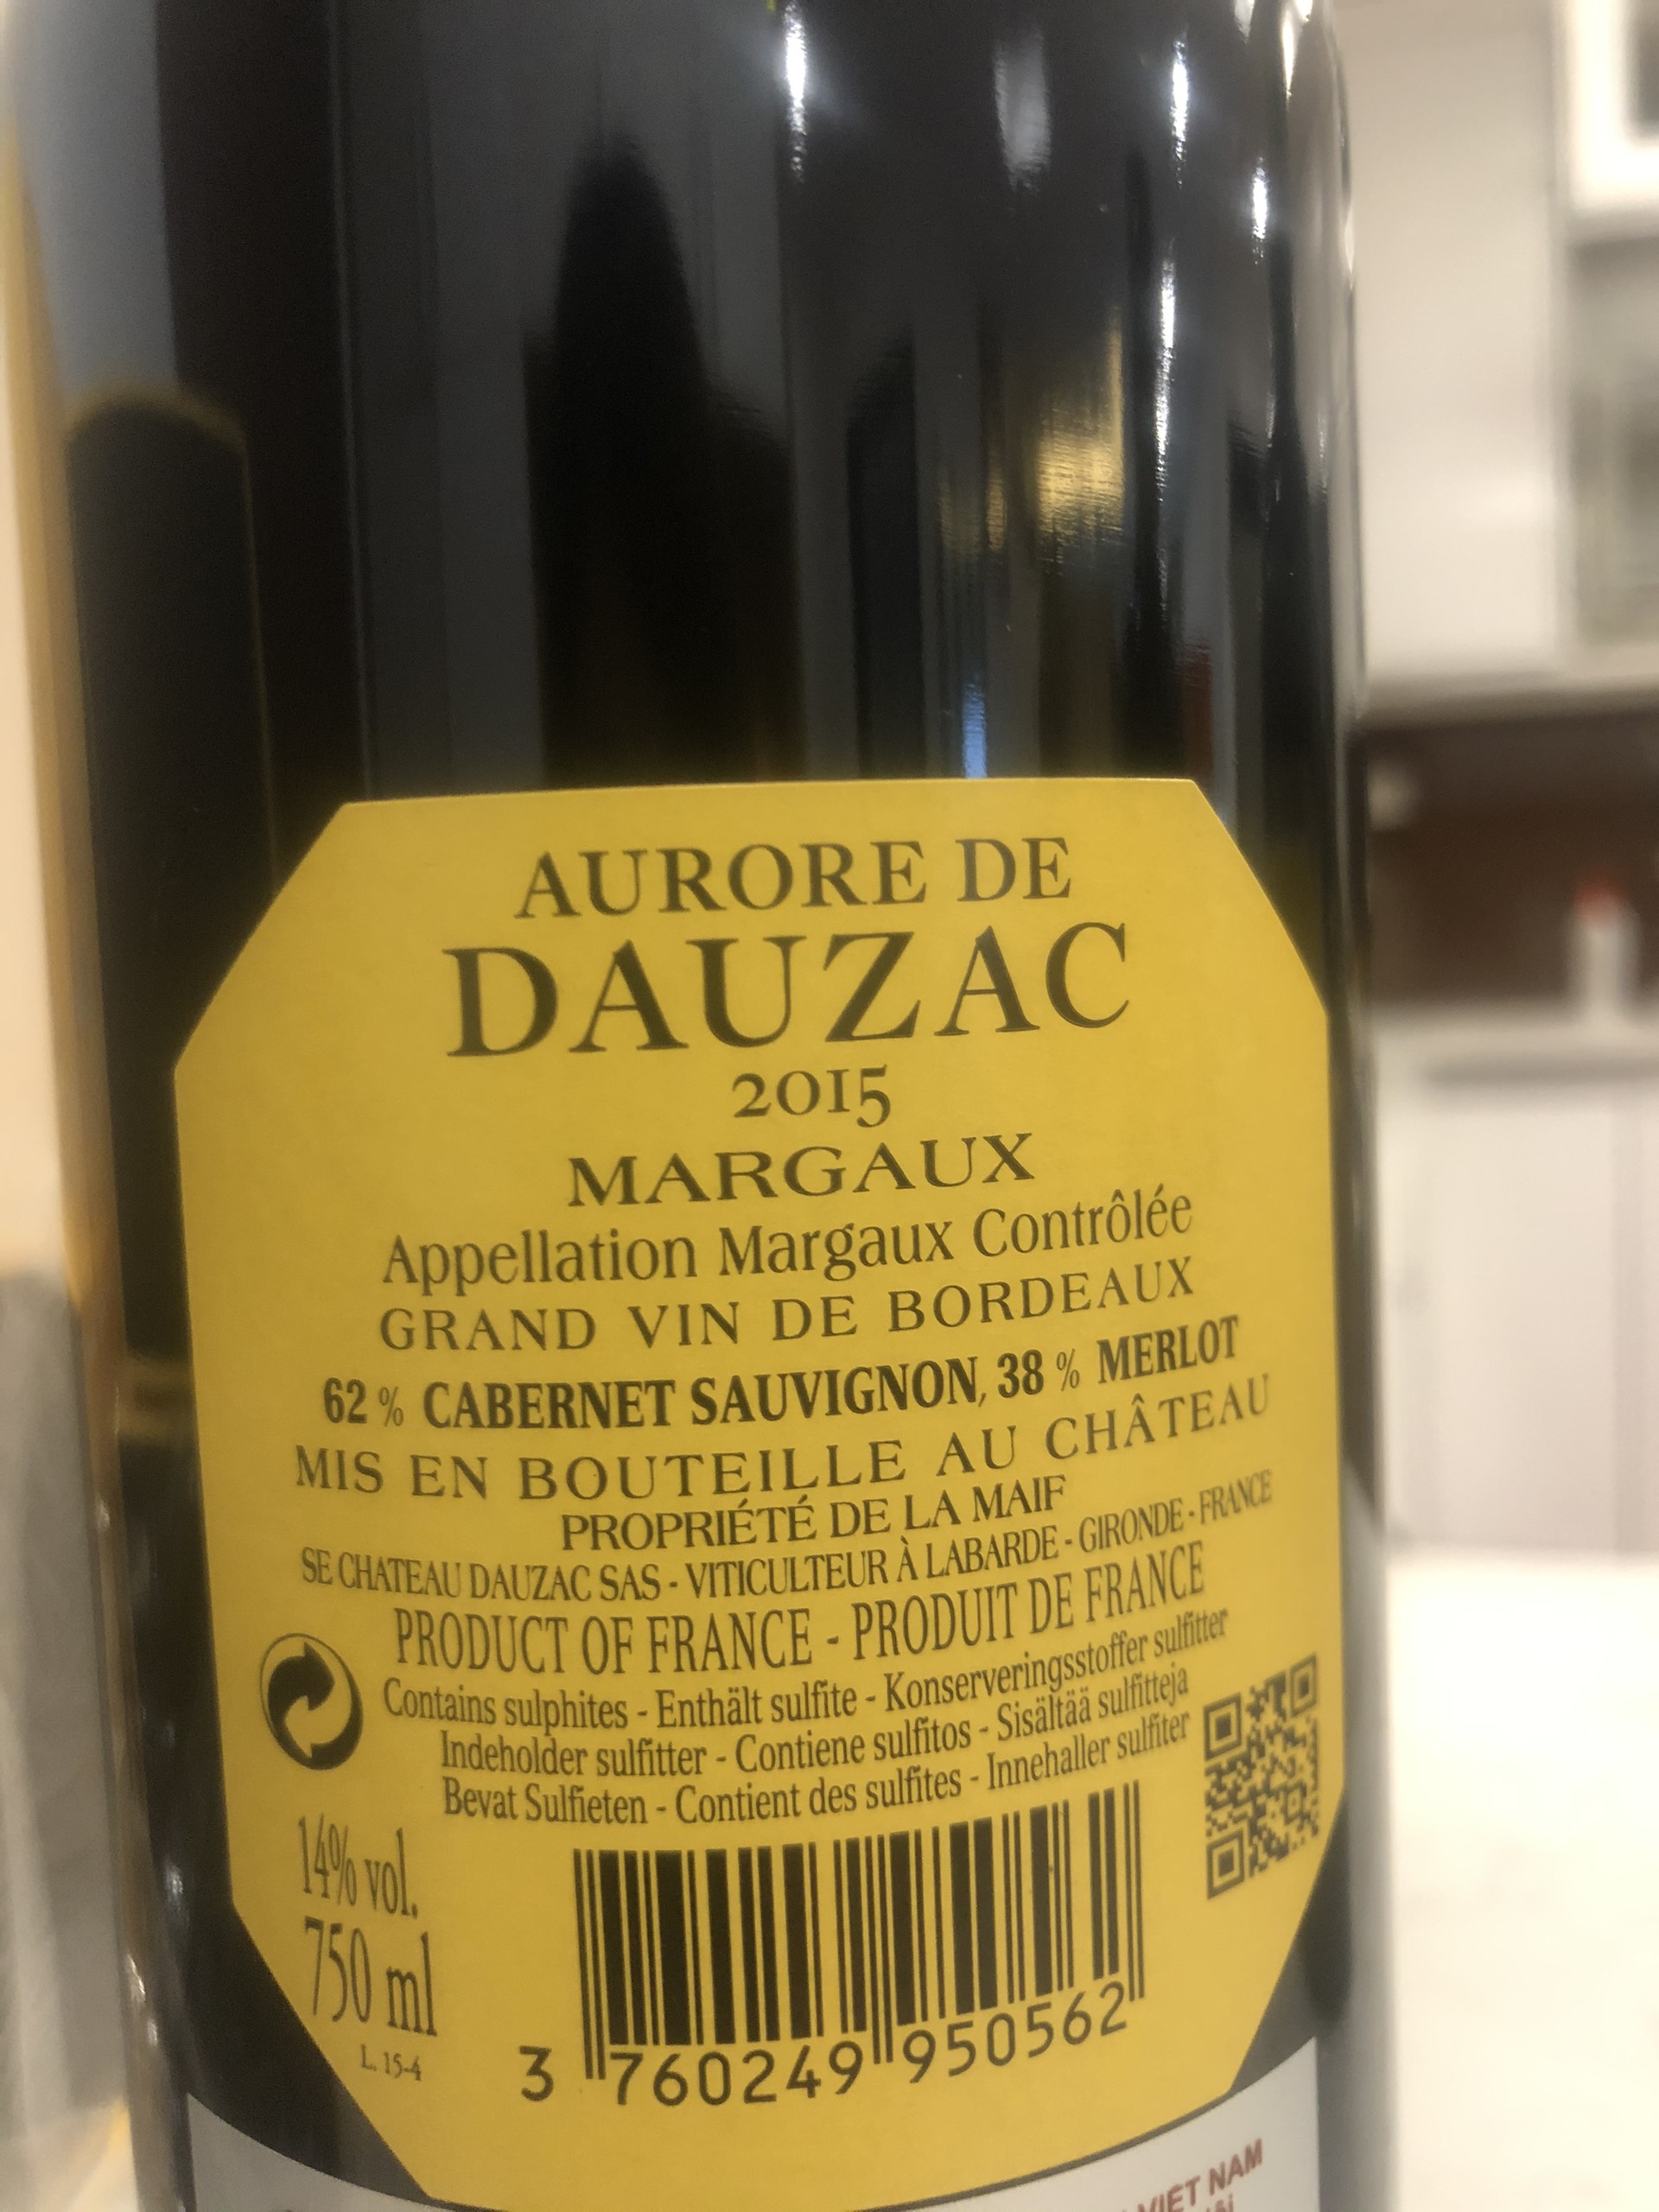 AURORE DE
DAUZAC
2015
MARGAUX
Appellation Margaux Contrôlée
GRAND VIN DE BORDEAUX
62 % CABERNET SAUVIGNON, 38 % MERLOT
MIS EN BOUTEILLE AU CHÂTEAU
PROPRIÉTÉ DE LA MAIF
SE CHATEAU DAUZAC SAS - VITICULTEUR À LABARDE - GIRONDE - FRANCE
PRODUCT OF FRANCE - PRODUIT DE FRANCE
Contains sulphites - Enthält sulfite - Konserveringsstoffer sulfitter
Indeholder sulfitter - Contiene sulfitos - Sisältää sulfitteja
Bevat Sulfieten - Contient des sulfites - Innehaller sulfiter
14% vol.
750 ml
L. 15-4
3 760249 950562
VIET NAM